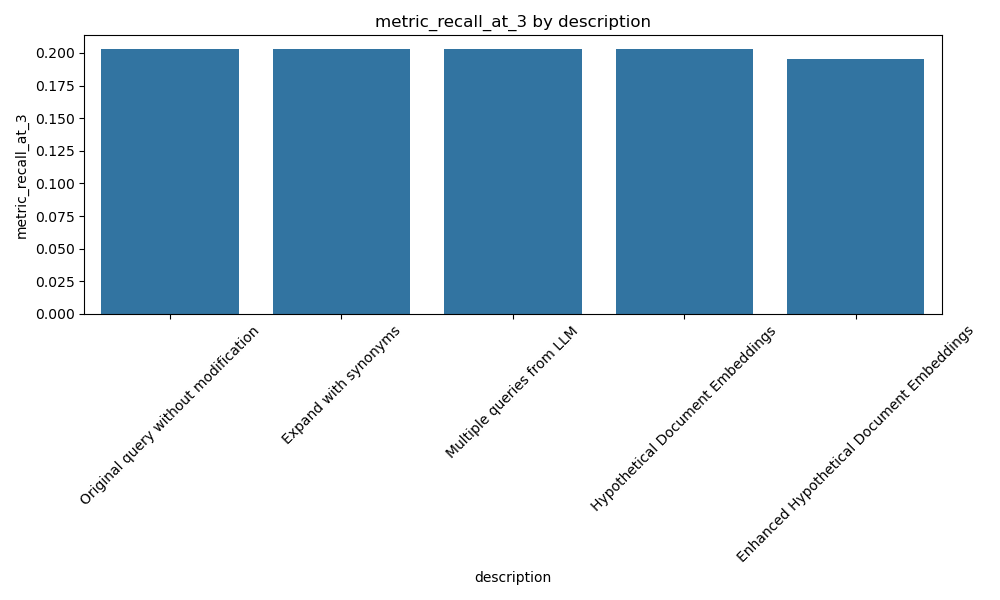 metric_recall_at_3 by description
metric_recall_at_3
0.200
0.175
0.150
0.125
0.100
0.075
0.050
0.025
0.000
Original query without modification
Expand with synonyms
Multiple queries from LLM
Hypothetical Document Embeddings
Enhanced Hypothetical Document Embeddings
description